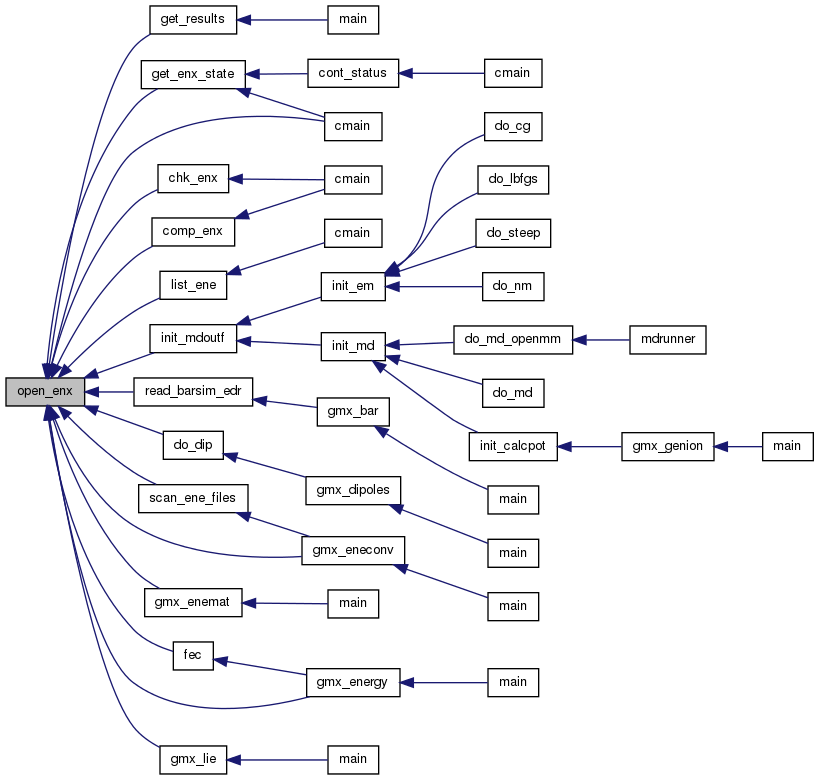 get_results
main
get_enx_state
cont_status
cmain
cmain
do_cg
chk_enx
cmain
do_lbfgs
comp_enx
cmain
do_steep
list_ene
init_em
do_nm
init_mdoutf
init_md
do_md_openmm
mdrunner
open_enx
read_barsim_edr
do_md
gmx_bar
do_dip
init_calcpot
gmx_genion
main
scan_ene_files
gmx_dipoles
main
gmx_eneconv
main
gmx_enemat
main
main
fec
gmx_energy
main
gmx_lie
main